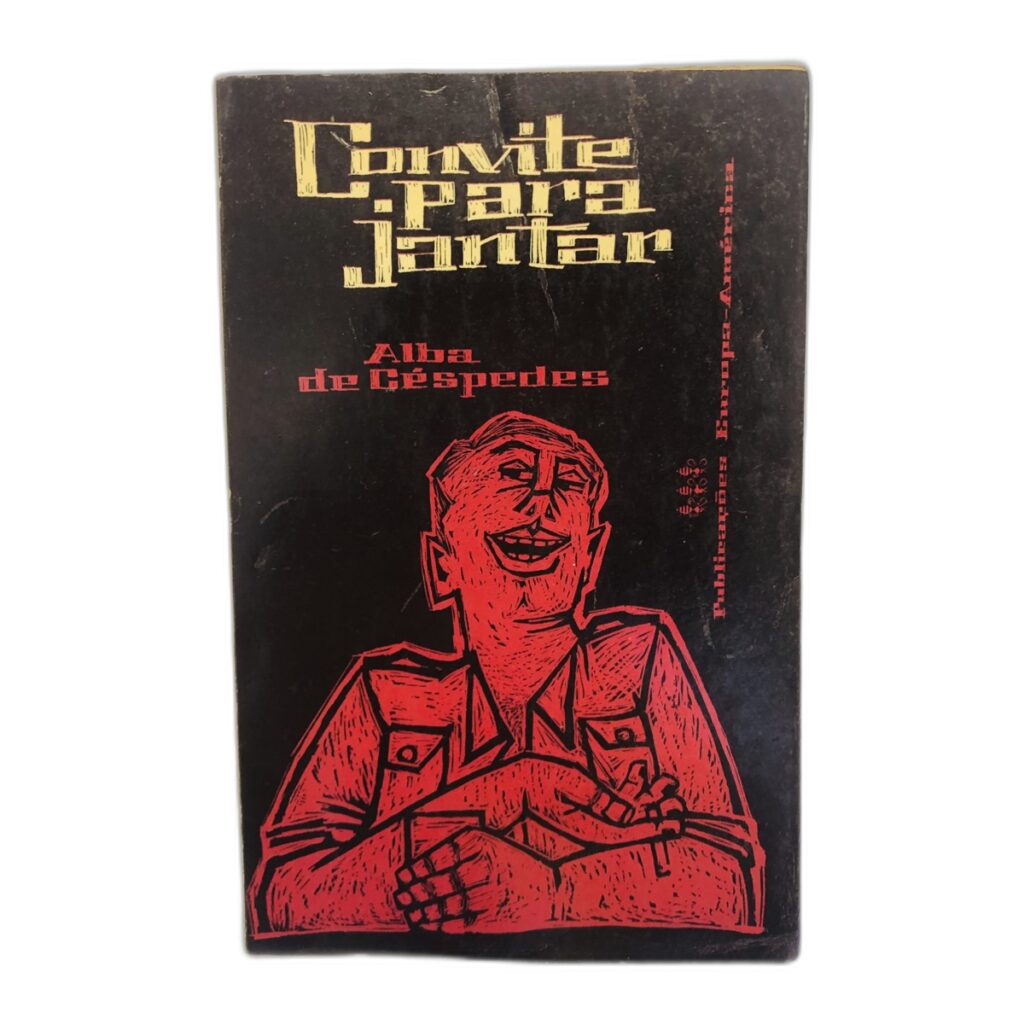 Convite
para
jantar
Alba
de Céspedes
Publicações Europa-América